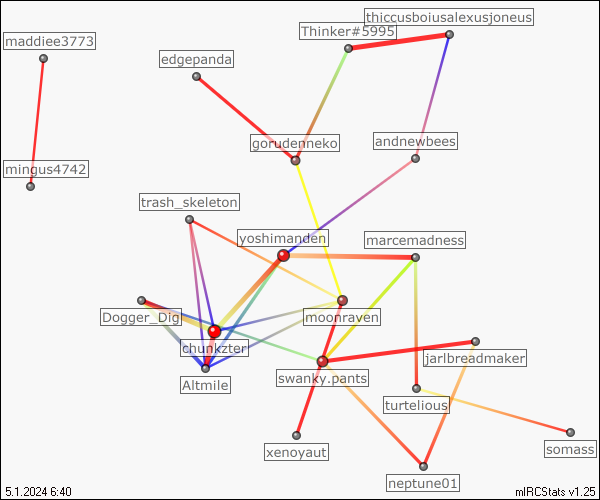 thiccusboiusalexusjoneus
Thinker#5995
maddiee3773
edgepanda
gorudenneko
andnewbees
mingus4742
trash_skeleton
yoshimanden
marcemadness
Dogger_Dig
moonraven
chunkzter
jarlbreadmaker
Altmile
swanky.pants
turtelious
xenoyaut
somass
neptune01
5.1.2024 6:40
mIRCStats v1.25